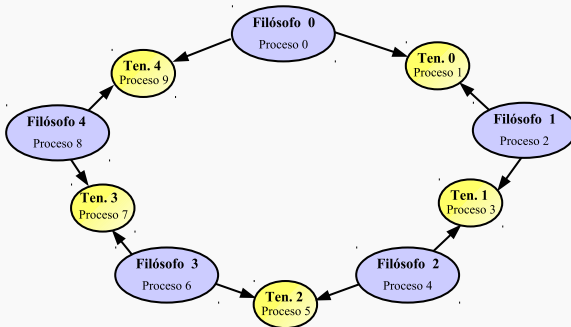 Filósofo 0
Proceso 0
Ten. 0
Proceso 1
Filósofo 1
Proceso 2
Ten. 1
Proceso 3
Filósofo 2
Proceso 4
Ten. 2
Proceso 5
Filósofo 3
Proceso 6
Ten. 3
Proceso 7
Filósofo 4
Proceso 8
Ten. 4
Proceso 9